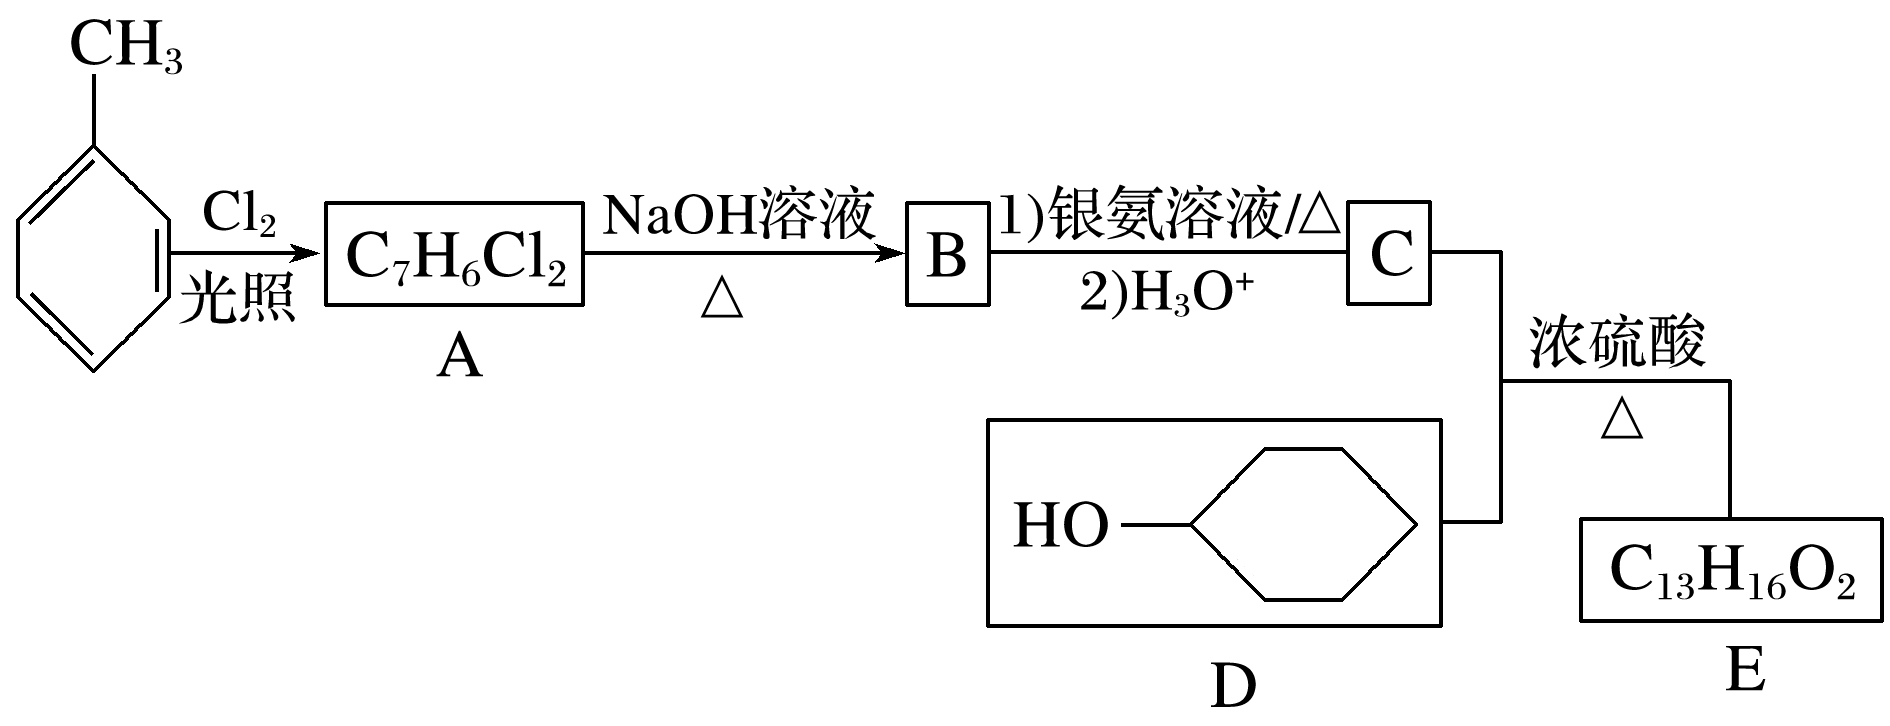 CH₃
Cl₂
光照
C₇H₆Cl₂
A
NaOH溶液
△
B
1)银氨溶液/△
2)H₃O⁺
C
浓硫酸
△
HO
D
C₁₃H₁₆O₂
E